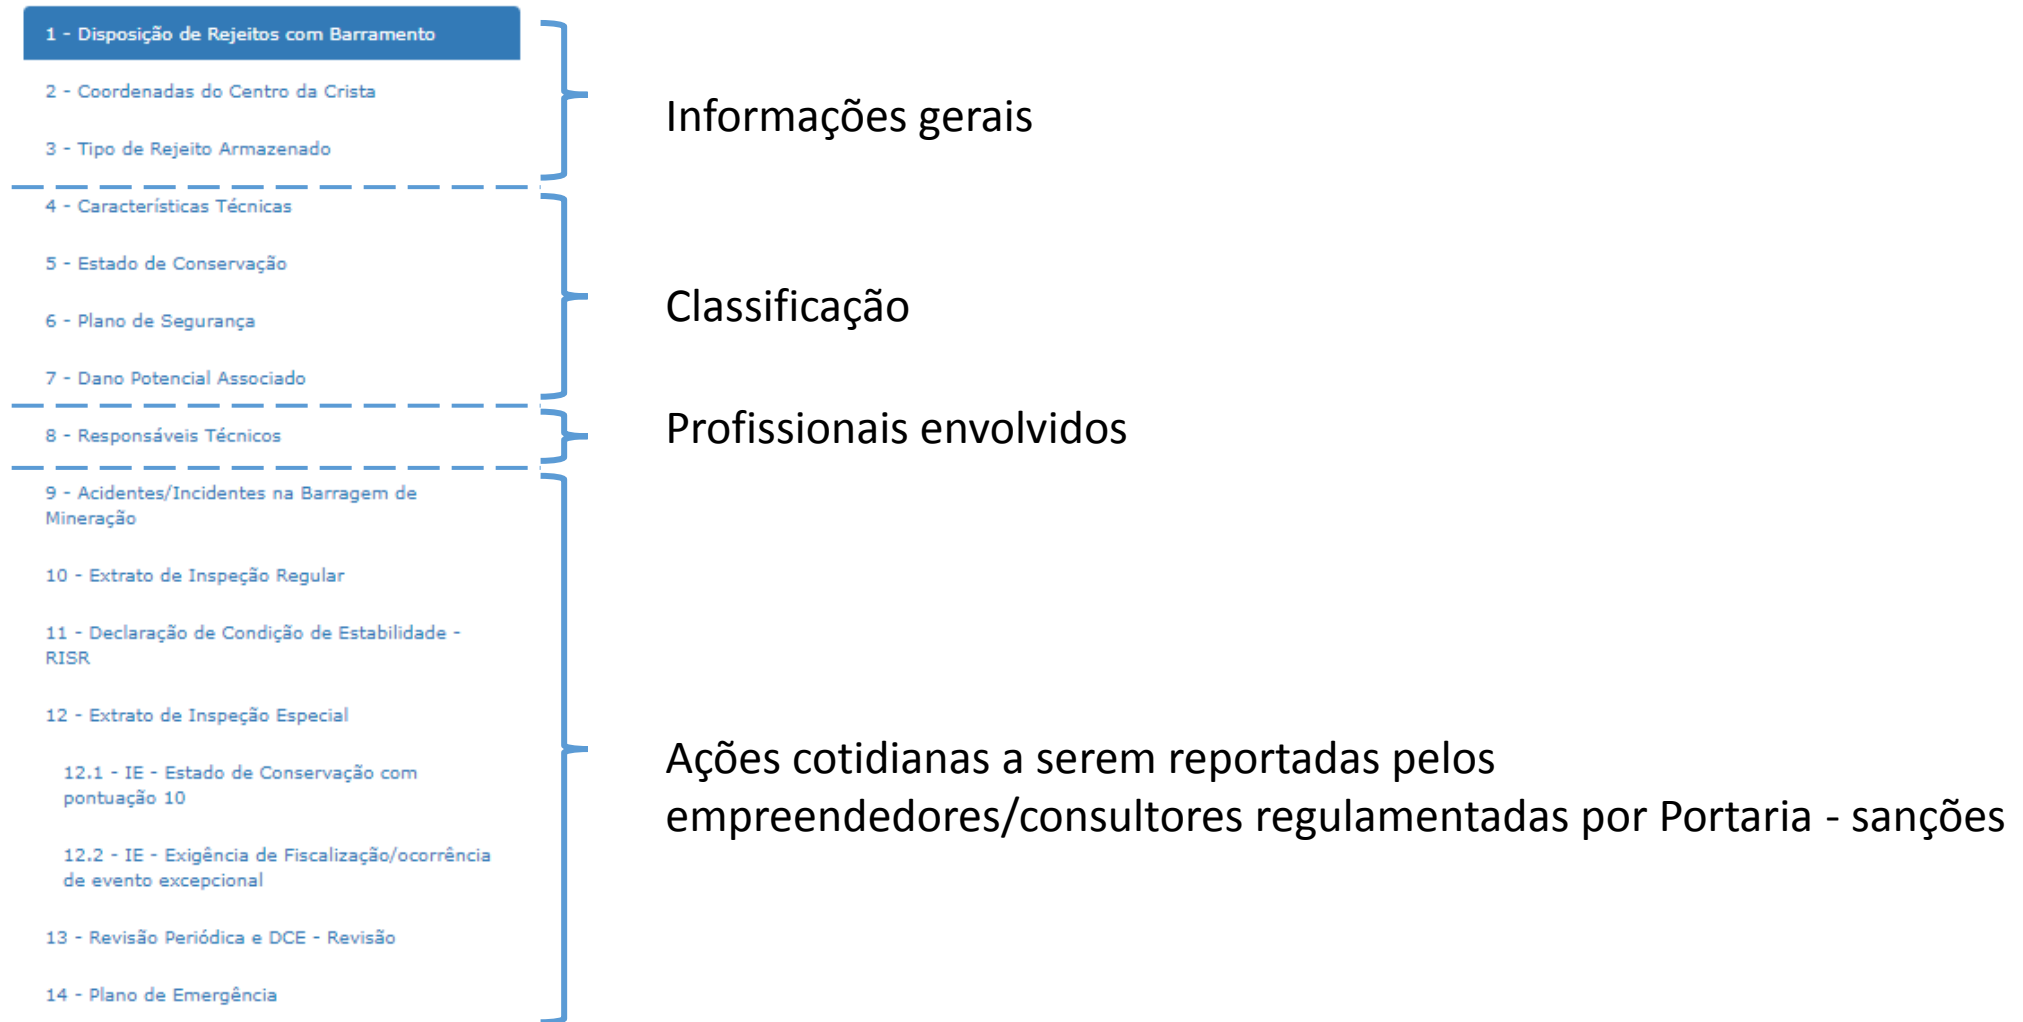 1 - Disposição de Rejeitos com Barramento
2 - Coordenadas do Centro da Crista
3 - Tipo de Rejeito Armazenado
Informações gerais
4 - Características Técnicas
5 - Estado de Conservação
6 - Plano de Segurança
7 - Dano Potencial Associado
Classificação
8 - Responsáveis Técnicos
Profissionais envolvidos
9 - Acidentes/Incidentes na Barragem de
Mineração
10 - Extrato de Inspeção Regular
11 - Declaração de Condição de Estabilidade -
RISR
12 - Extrato de Inspeção Especial
12.1 - IE - Estado de Conservação com
pontuação 10
12.2 - IE - Exigência de Fiscalização/ocorrência
de evento excepcional
13 - Revisão Periódica e DCE - Revisão
14 - Plano de Emergência
Ações cotidianas a serem reportadas pelos
empreendedores/consultores regulamentadas por Portaria - sanções